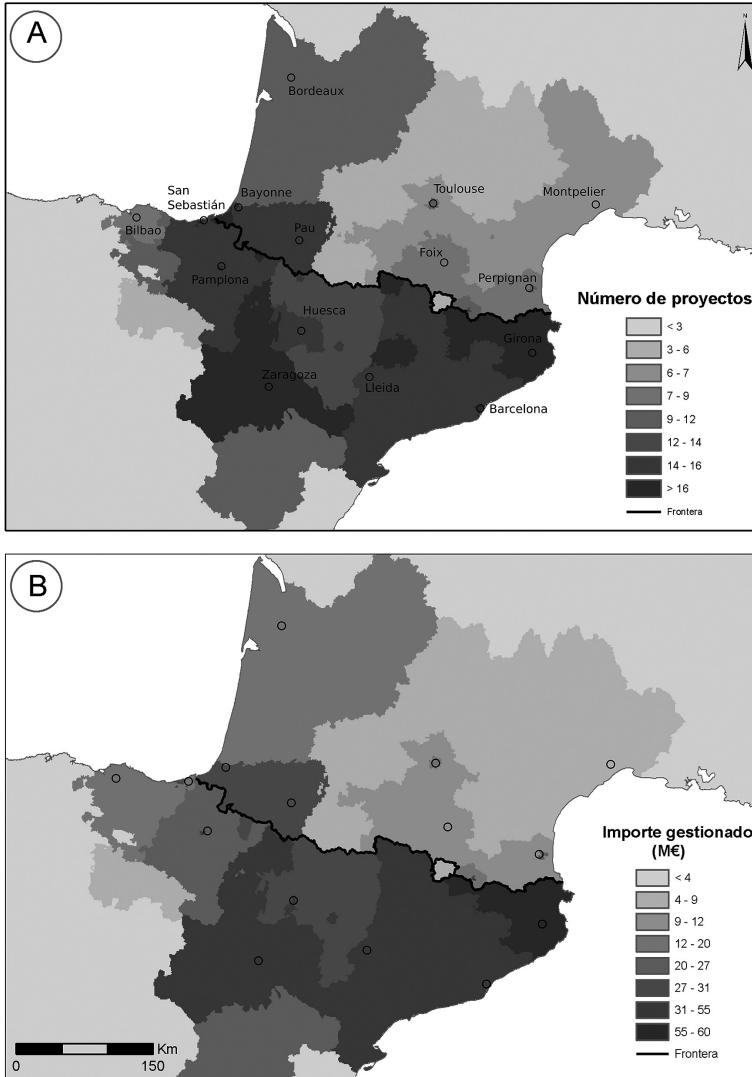 A
N
Bordeaux
San
Sebastián
Bayonne
Toulouse
Montpelier
Bilbao
Pau
Foix
Pamplona
Perpignan
Huesca
Girona
Zaragoza
Lleida
Barcelona
Número de proyectos
< 3
3 - 6
6 - 7
7 - 9
9 - 12
12 - 14
14 - 16
> 16
Frontera
B
Importe gestionado
(M€)
< 4
4 - 9
9 - 12
12 - 20
20 - 27
27 - 31
31 - 55
55 - 60
Frontera
Km
0 150